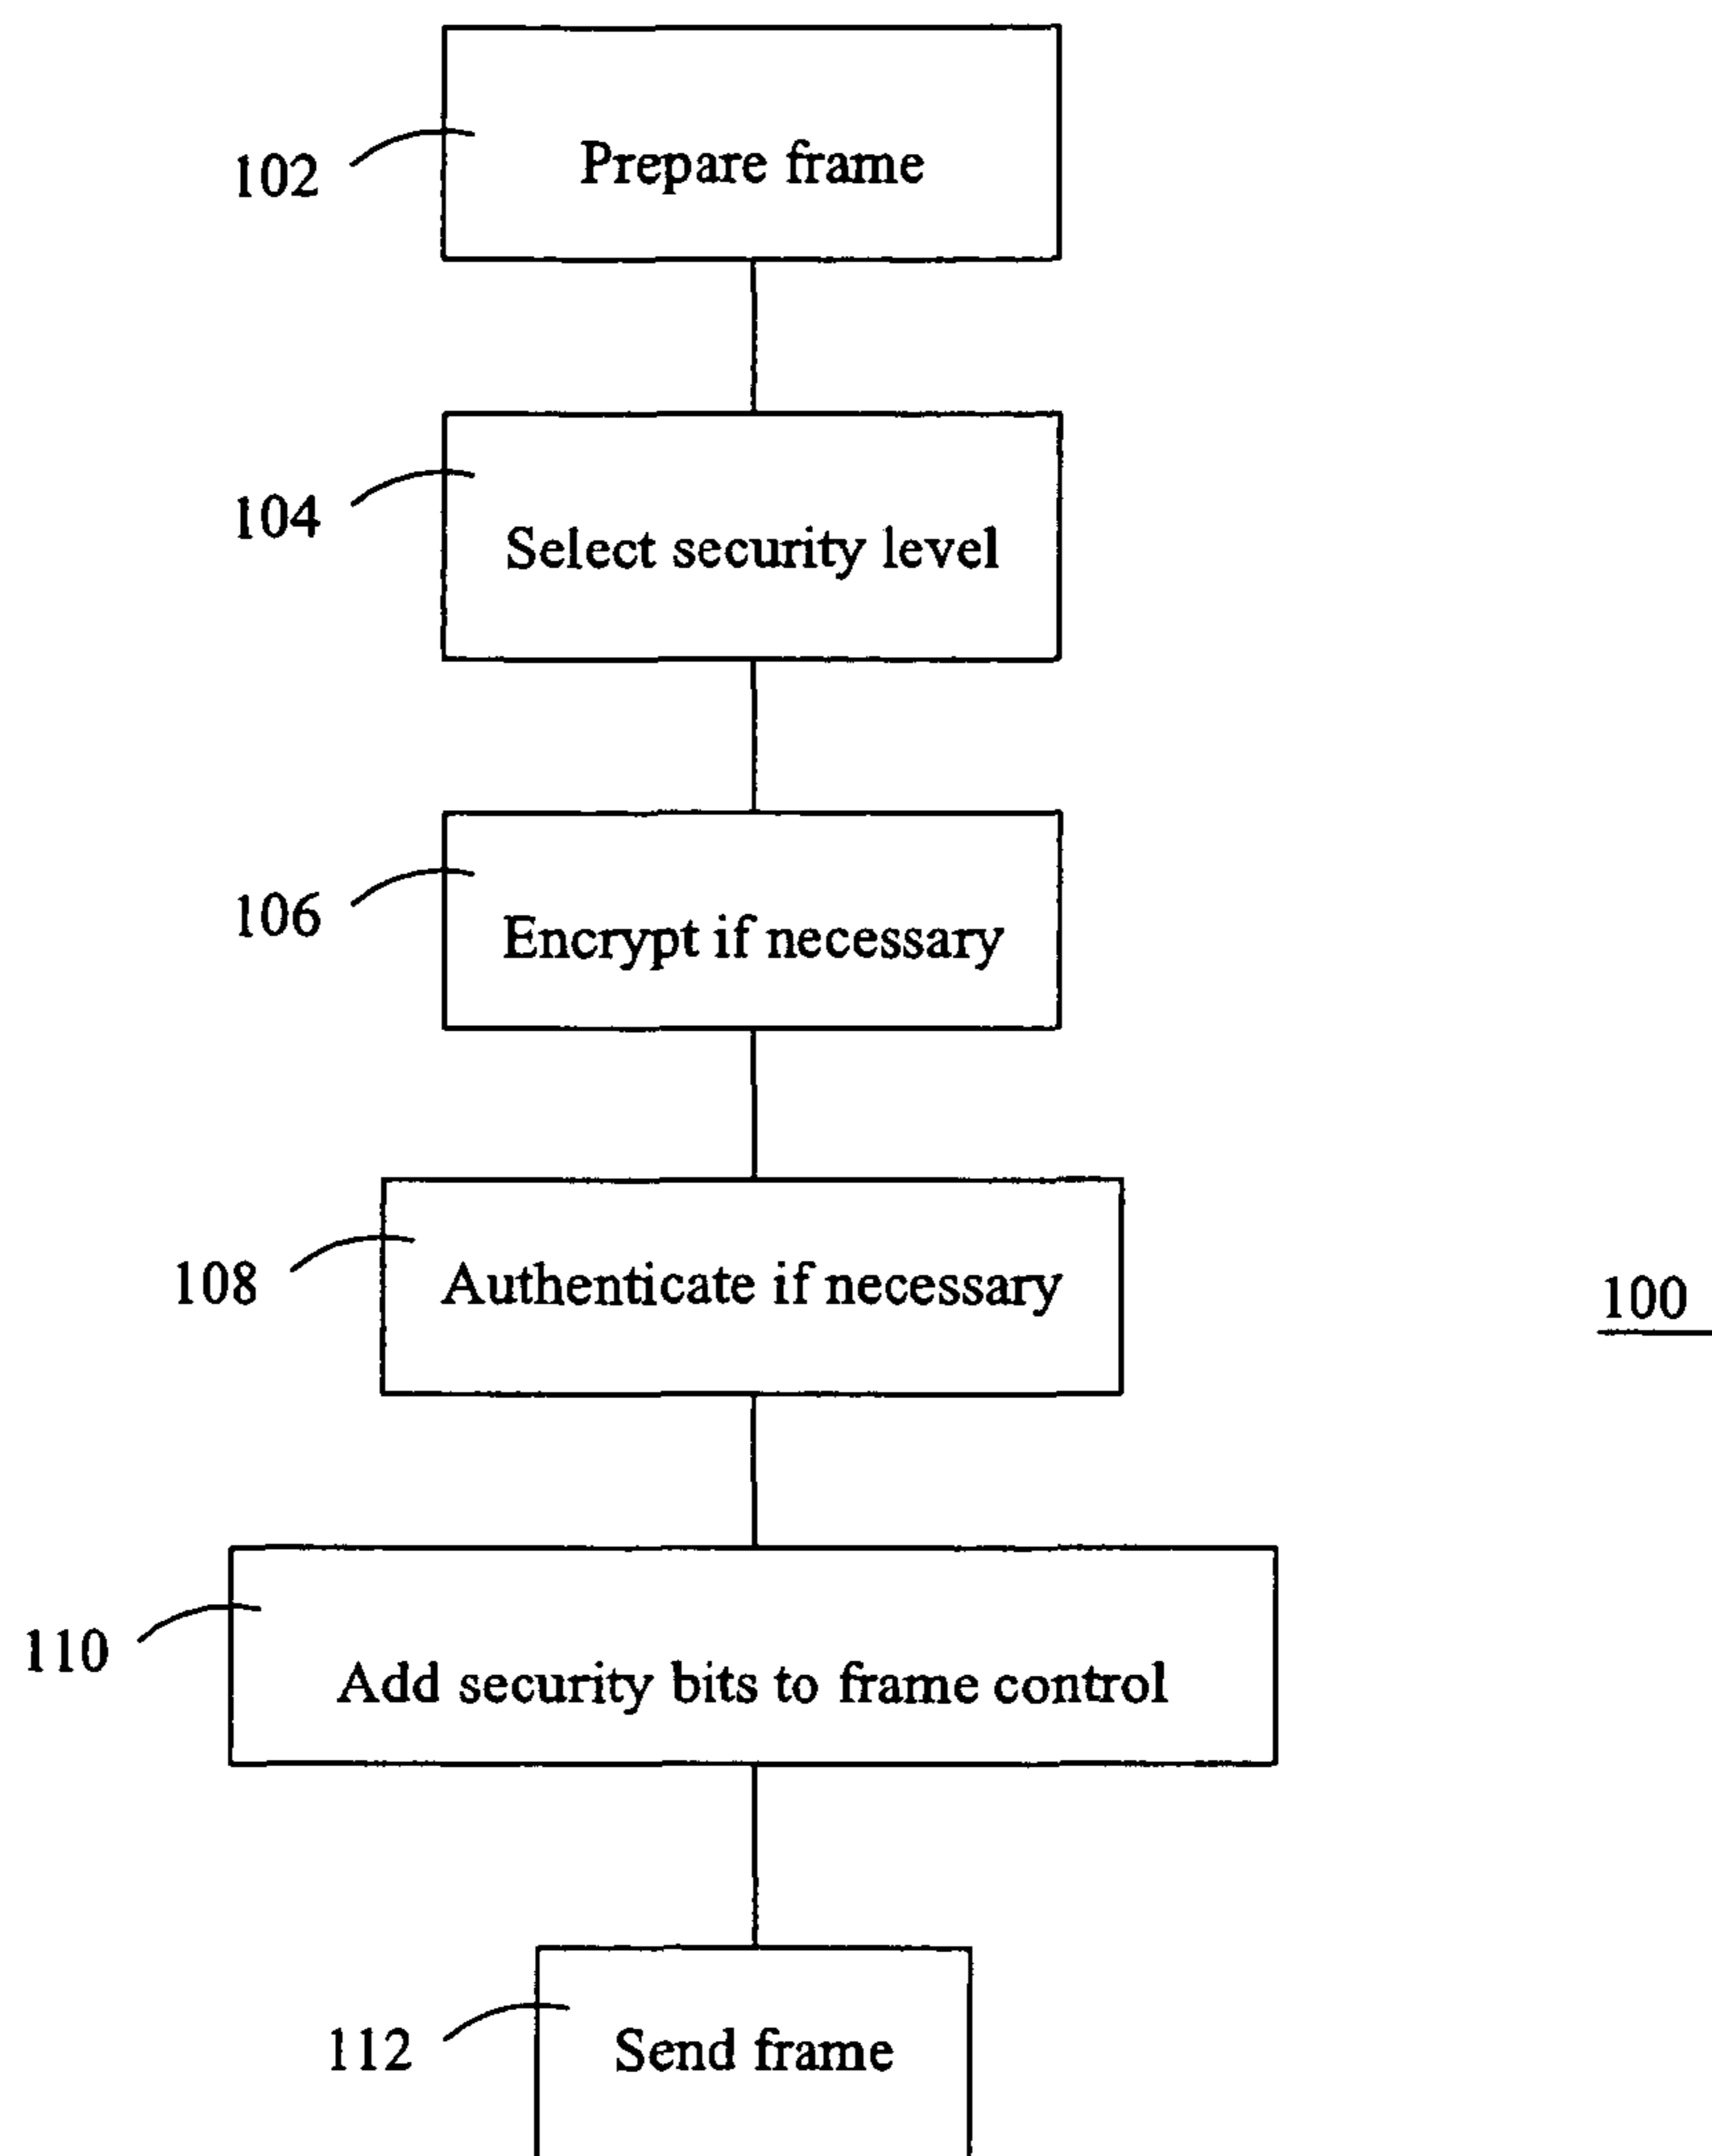 Prepare frame
102
Select security level
104
Encrypt if necessary
106
Authenticate if necessary
108
100
Add security bits to frame control
110
Send frame
112